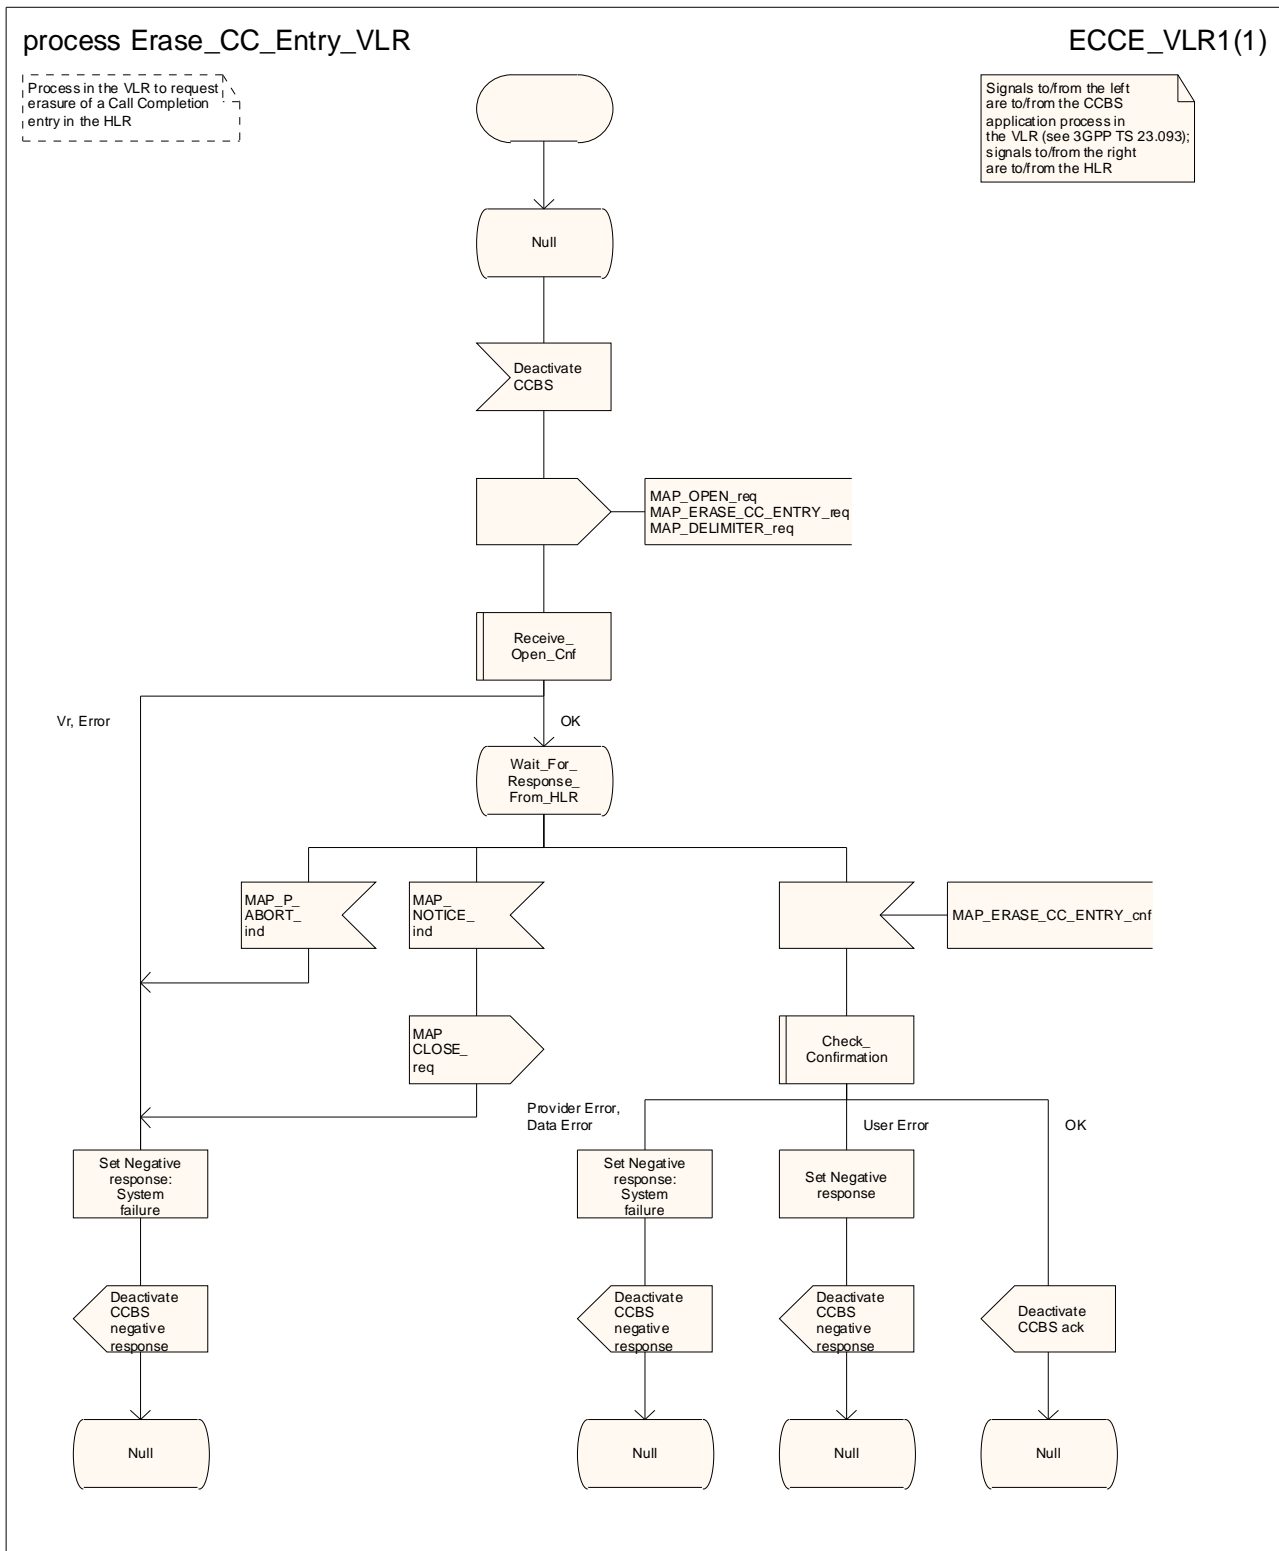 process Erase_CC_Entry_VLR
ECCE_VLR1(1)
Process in the VLR to request
erasure of a Call Completion
entry in the HLR
Signals to/from the left
are to/from the CCBS
application process in
the VLR (see 3GPP TS 23.093);
signals to/from the right
are to/from the HLR
Null
Deactivate
CCBS
MAP_OPEN_req
MAP_ERASE_CC_ENTRY_req
MAP_DELIMITER_req
Receive_
Open_Cnf
Vr, Error
OK
Wait_For_
Response_
From_HLR
MAP_P_
ABORT_
ind
MAP_
NOTICE_
ind
MAP_ERASE_CC_ENTRY_cnf
MAP
CLOSE_
req
Check_
Confirmation
Provider Error,
Data Error
User Error
OK
Set Negative
response:
System
failure
Set Negative
response:
System
failure
Set Negative
response
Deactivate
CCBS
negative
response
Deactivate
CCBS
negative
response
Deactivate
CCBS
negative
response
Deactivate
CCBS ack
Null
Null
Null
Null